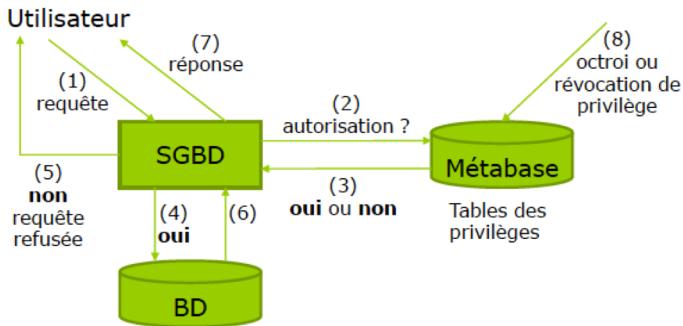 Utilisateur
(7)
réponse
(8)
octroi ou
révocation de
privilège
(1)
requête
(2)
autorisation ?
SGBD
Métabase
(5)
non
requête
refusée
(3)
oui ou non
(4)
oui
(6)
Tables des
privilèges
BD